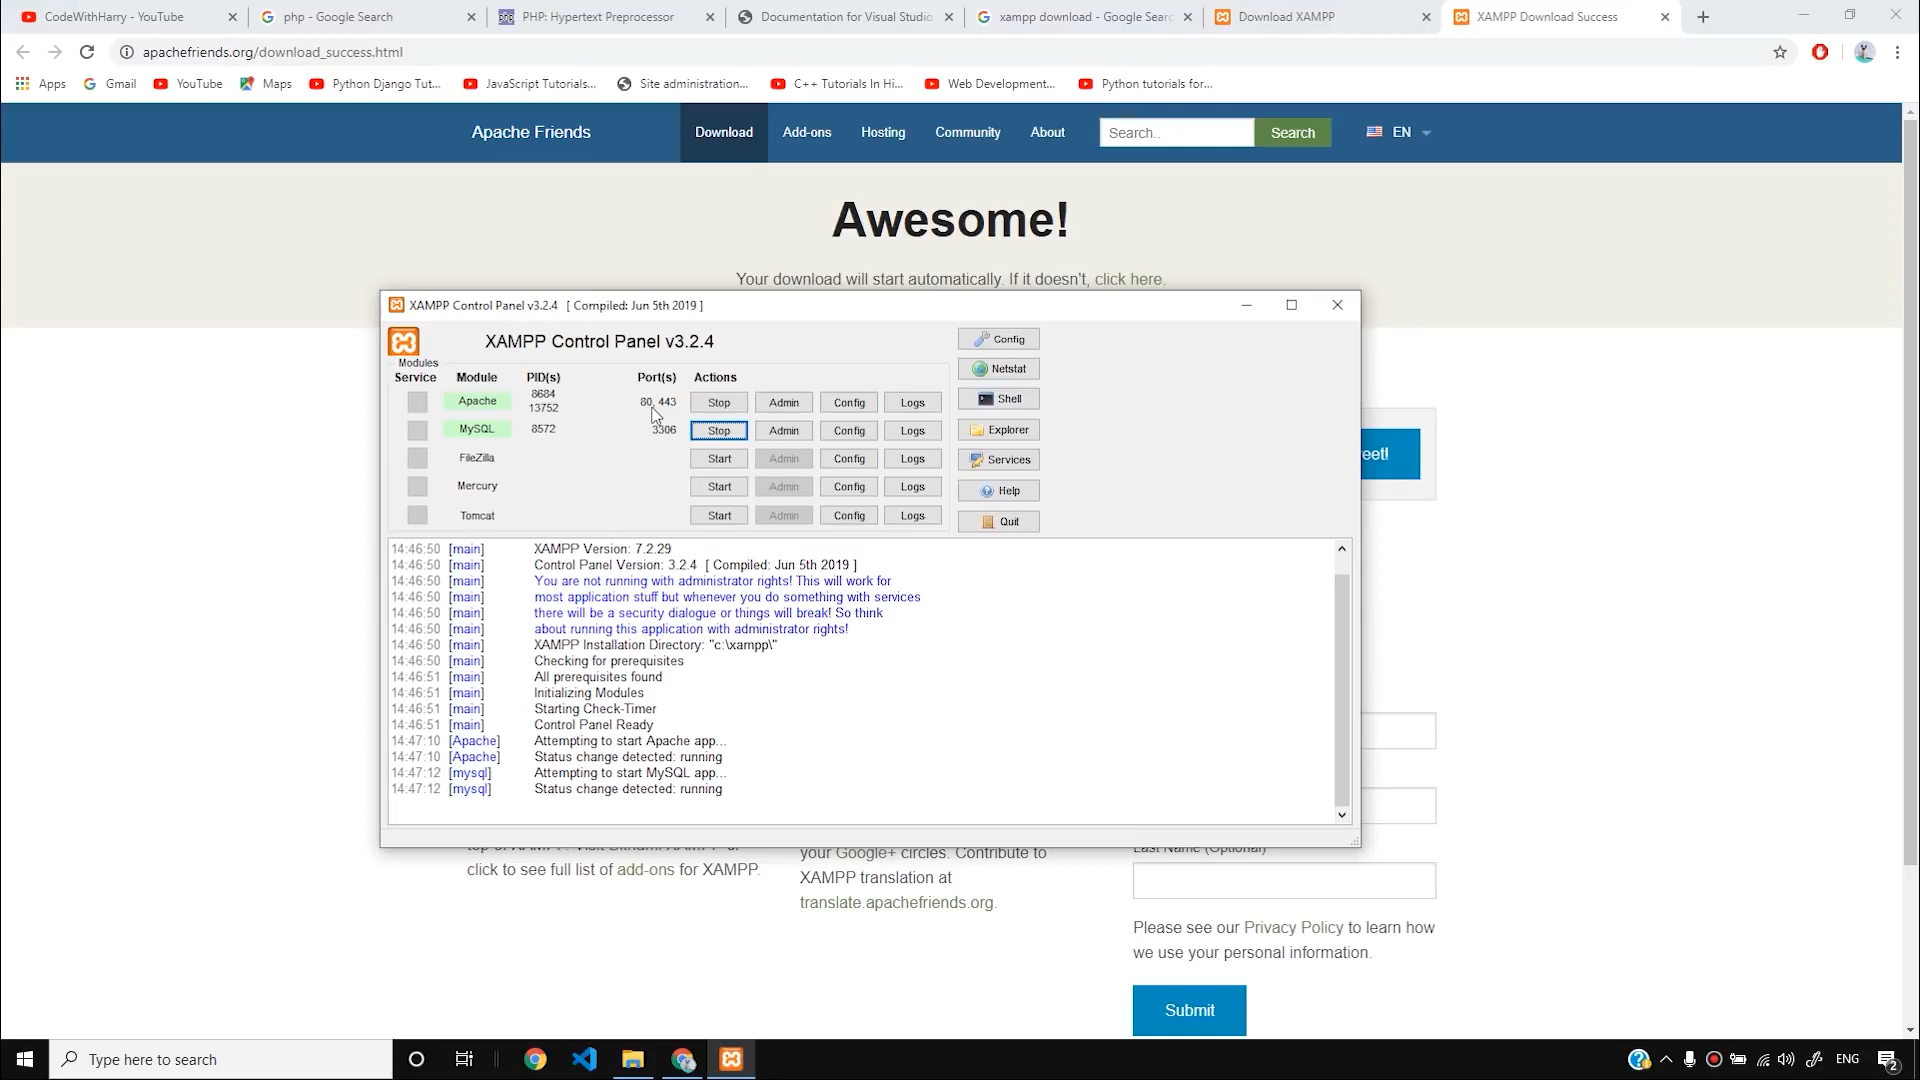 CodeWithHarry - YouTube
php - Google Search
php
PHP: Hypertext Preprocessor
Documentation for Visual Studio
xampp download - Google Searc
Download XAMPP
XAMPP Download Success
apachefriends.org/download_success.html
Apps
Gmail
YouTube
Maps
Python Django Tut...
JavaScript Tutorials...
Site administration...
C++ Tutorials In Hi...
Web Development...
Python tutorials for...
Apache Friends
Download
Add-ons
Hosting
Community
About
Search..
Search
EN
Awesome!
Your download will start automatically. If it doesn't, click here.
XAMPP Control Panel v3.2.4 [ Compiled: Jun 5th 2019 ]
XAMPP Control Panel v3.2.4
Config
Modules
Service Module PID(s) Port(s) Actions
Netstat
Apache 8684 13752 80, 443 Stop Admin Config Logs
Shell
MySQL 8572 3306 Stop Admin Config Logs
Explorer
FileZilla Start Admin Config Logs
Services
Mercury Start Admin Config Logs
Help
Tomcat Start Admin Config Logs
Quit
eet!
14:46:50 [main] XAMPP Version: 7.2.29
14:46:50 [main] Control Panel Version: 3.2.4 [ Compiled: Jun 5th 2019 ]
14:46:50 [main] You are not running with administrator rights! This will work for
14:46:50 [main] most application stuff but whenever you do something with services
14:46:50 [main] there will be a security dialogue or things will break! So think
14:46:50 [main] about running this application with administrator rights!
14:46:50 [main] XAMPP Installation Directory: "c:\xampp\"
14:46:50 [main] Checking for prerequisites
14:46:51 [main] All prerequisites found
14:46:51 [main] Initializing Modules
14:46:51 [main] Starting Check-Timer
14:46:51 [main] Control Panel Ready
14:47:10 [Apache] Attempting to start Apache app...
14:47:10 [Apache] Status change detected: running
14:47:12 [mysql] Attempting to start MySQL app...
14:47:12 [mysql] Status change detected: running
click to see full list of add-ons for XAMPP.
your Google+ circles. Contribute to
XAMPP translation at
translate.apachefriends.org.
Last Name (Optional)
Please see our Privacy Policy to learn how
we use your personal information.
Submit
Type here to search
ENG
2